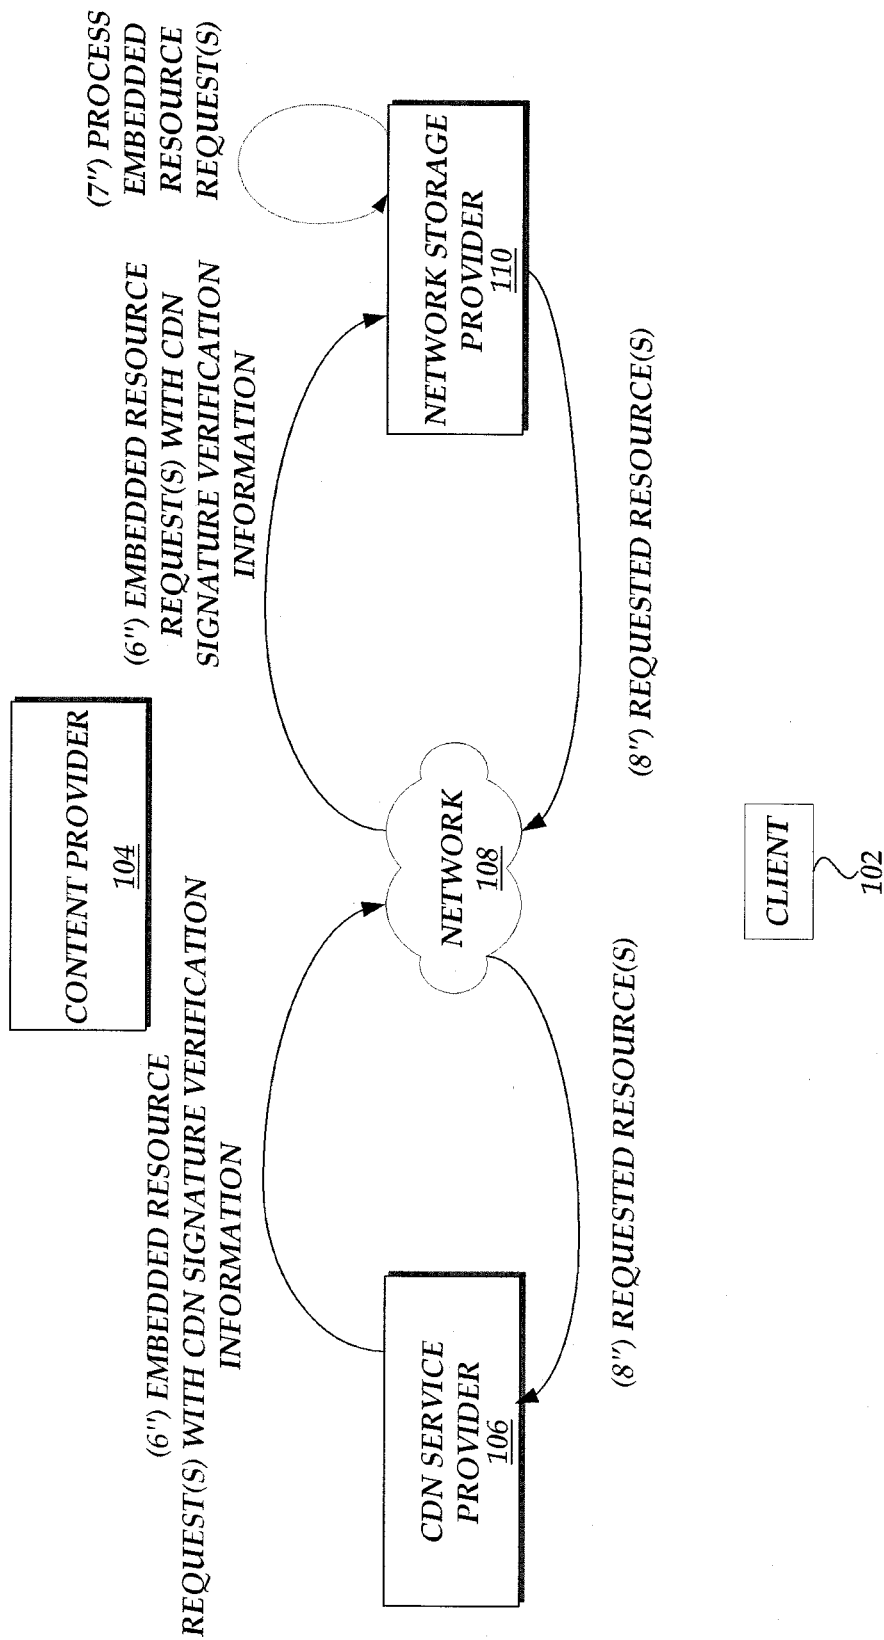 CONTENT PROVIDER
104
(6") EMBEDDED RESOURCE
REQUEST(S) WITH CDN SIGNATURE VERIFICATION
INFORMATION
(6") EMBEDDED RESOURCE
REQUEST(S) WITH CDN
SIGNATURE VERIFICATION
INFORMATION
(7") PROCESS
EMBEDDED
RESOURCE
REQUEST(S)
CDN SERVICE
PROVIDER
106
NETWORK
108
NETWORK STORAGE
PROVIDER
110
(8") REQUESTED RESOURCE(S)
(8") REQUESTED RESOURCE(S)
CLIENT
102